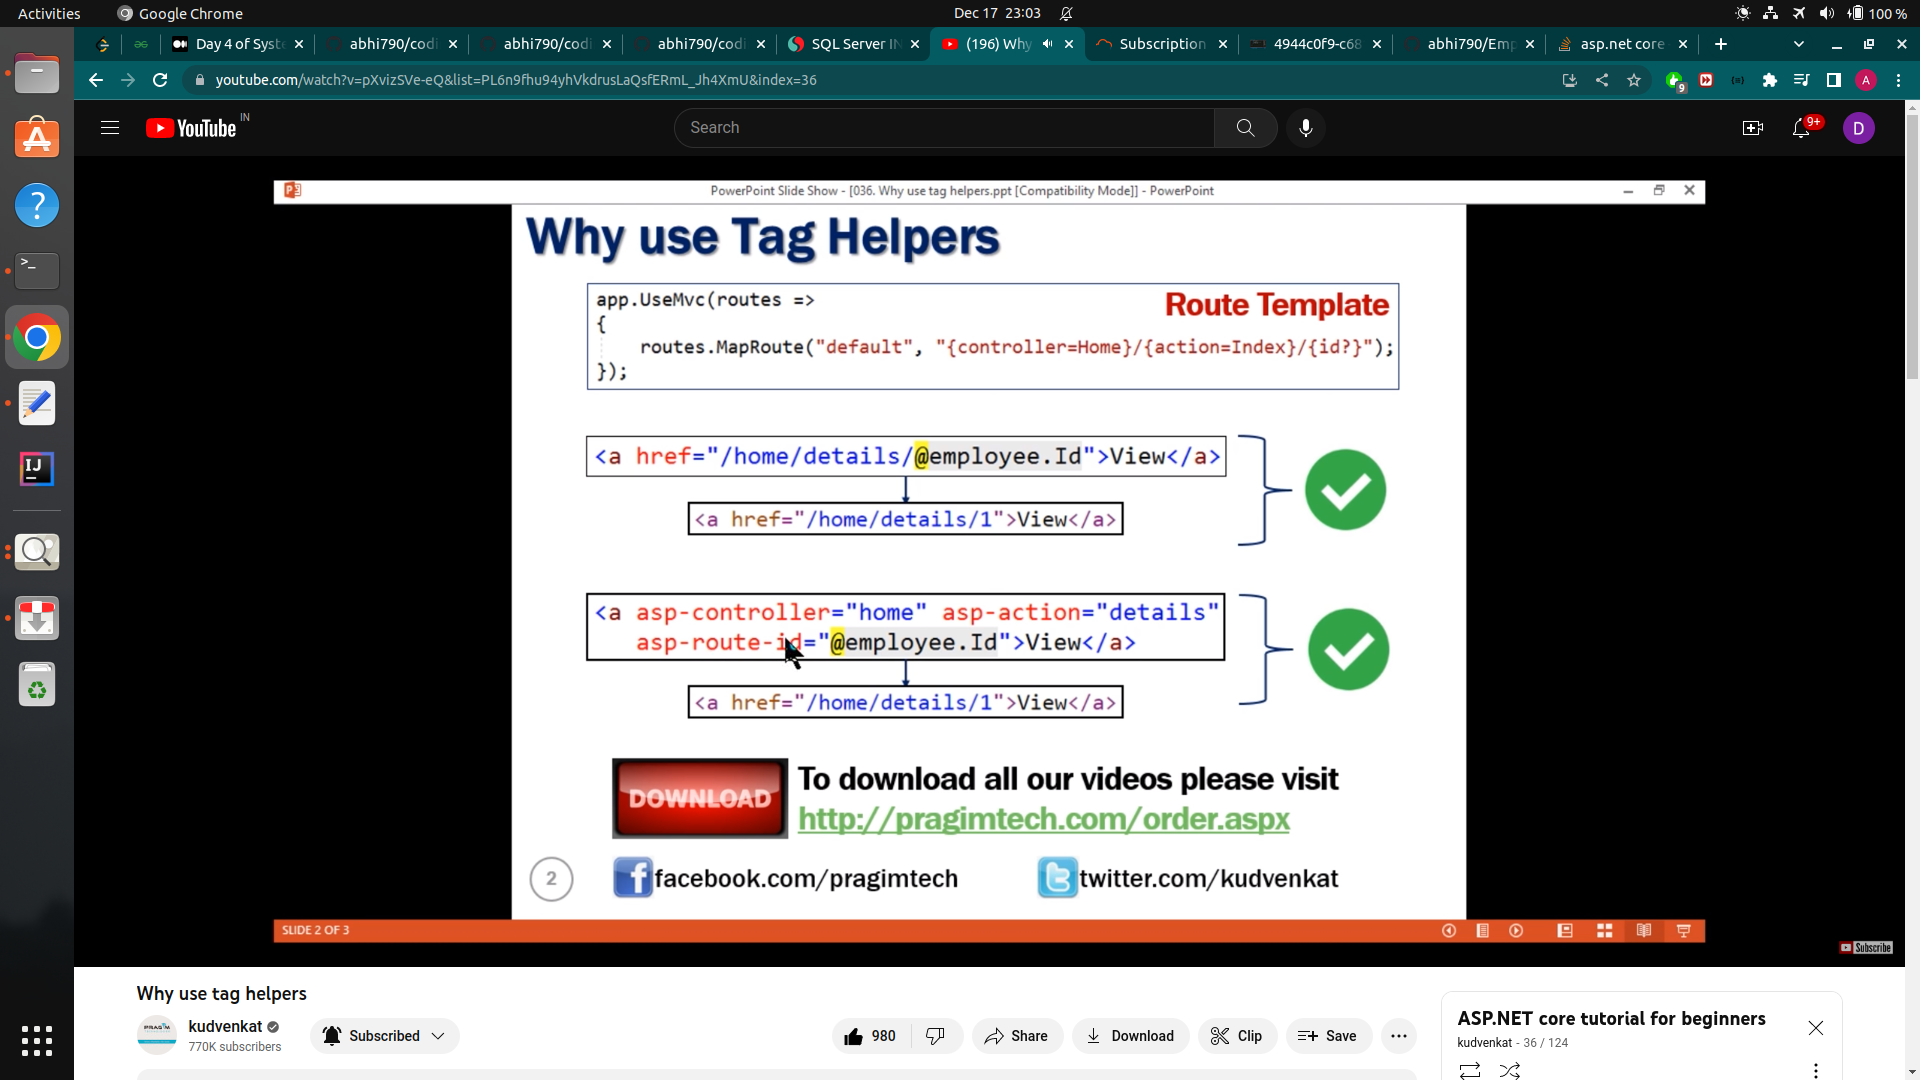 Activities
Google Chrome
Dec 17 23:03
100 %
Day 4 of Syst
abhi790/codi
abhi790/codi
abhi790/codi
SQL Server IN
(196) Why
Subscription
4944c0f9-c68
abhi790/Emp
asp.net core
youtube.com/watch?v=pXvizSVe-eQ&list=PL6n9fhu94yhVkdrusLaQsfERmL_Jh4XmU&index=36
9
A
YouTube IN
Search
9+
D
PowerPoint Slide Show - [036. Why use tag helpers.ppt [Compatibility Mode]] - PowerPoint
Why use Tag Helpers
app.UseMvc(routes =>
Route Template
{
routes.MapRoute("default", "{controller=Home}/{action=Index}/{id?}");
});
<a href="/home/details/@employee.Id">View</a>
<a href="/home/details/1">View</a>
<a asp-controller="home" asp-action="details"
asp-route-id="@employee.Id">View</a>
<a href="/home/details/1">View</a>
DOWNLOAD
To download all our videos please visit
http://pragimtech.com/order.aspx
2
facebook.com/pragimtech
twitter.com/kudvenkat
SLIDE 2 OF 3
Subscribe
Why use tag helpers
PRAGIM
kudvenkat
770K subscribers
Subscribed
980
Share
Download
Clip
Save
ASP.NET core tutorial for beginners
kudvenkat - 36 / 124